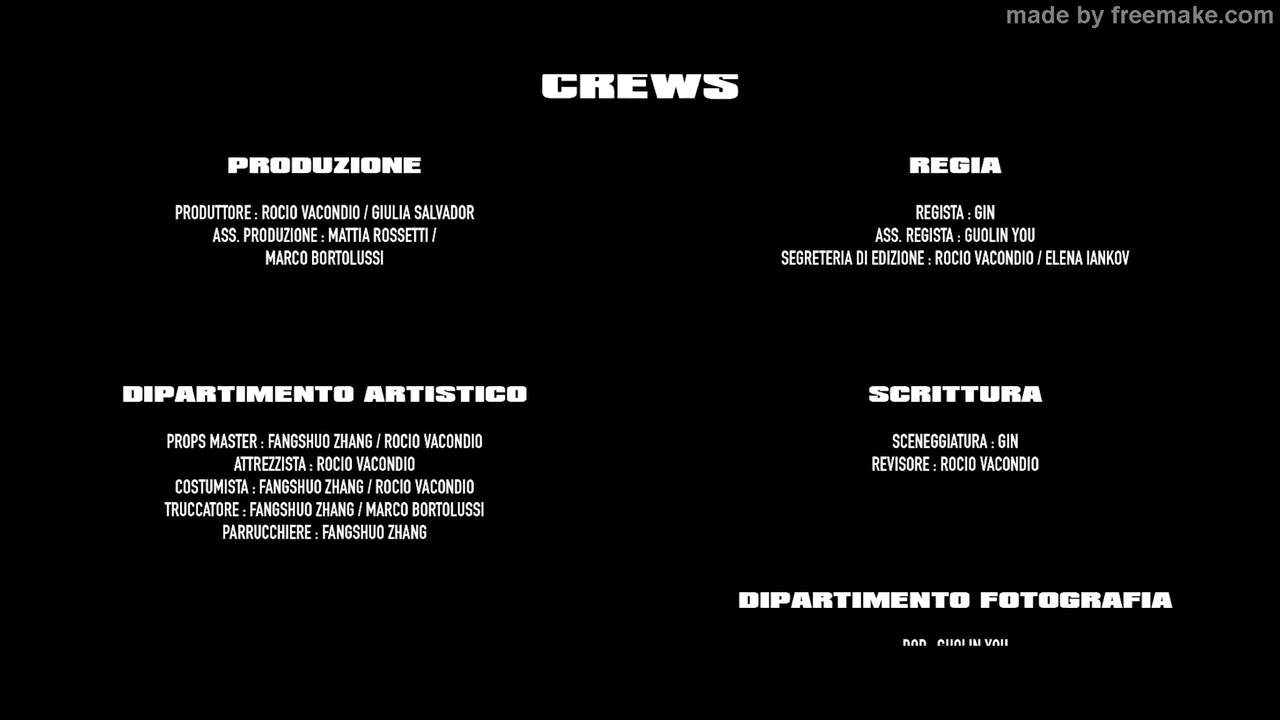 made by freemake.com
CREWS
PRODUZIONE
PRODUTTORE : ROCIO VACONDIO / GIULIA SALVADOR
ASS. PRODUZIONE : MATTIA ROSSETTI /
MARCO BORTOLUSSI
REGIA
REGISTA : GIN
ASS. REGISTA : GUOLIN YOU
SEGRETERIA DI EDIZIONE : ROCIO VACONDIO / ELENA IANKOV
DIPARTIMENTO ARTISTICO
PROPS MASTER : FANGSHUO ZHANG / ROCIO VACONDIO
ATTREZZISTA : ROCIO VACONDIO
COSTUMISTA : FANGSHUO ZHANG / ROCIO VACONDIO
TRUCCATORE : FANGSHUO ZHANG / MARCO BORTOLUSSI
PARRUCCHIERE : FANGSHUO ZHANG
SCRITTURA
SCENEGGIATURA : GIN
REVISORE : ROCIO VACONDIO
DIPARTIMENTO FOTOGRAFIA
GUOLIN YOU